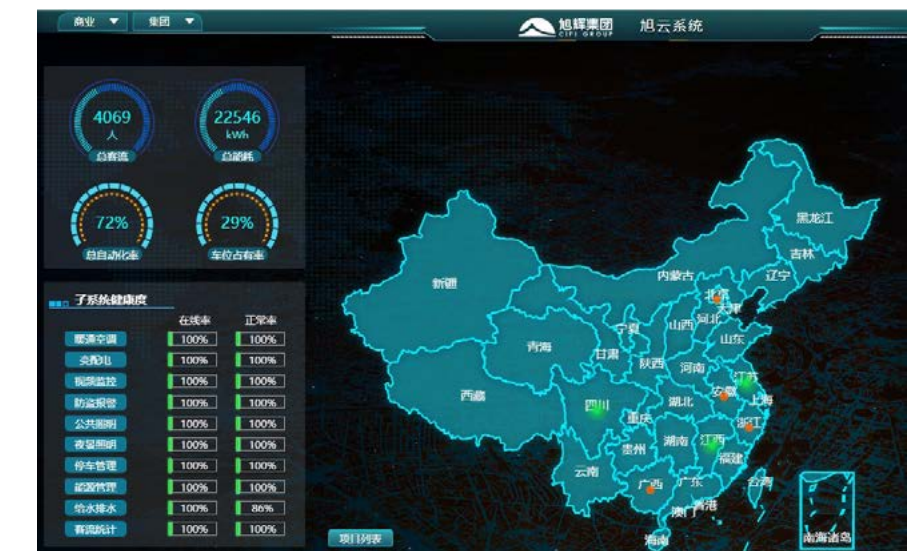 商业 ▼ 集团 ▼
旭辉集团 旭云系统
CIFI GROUP
4069
人
总客流
22546
kWh
总能耗
72%
总自动化率
29%
车位占有率
子系统健康度
在线率 正常率
暖通空调 100% 100%
变配电 100% 100%
视频监控 100% 100%
防盗报警 100% 100%
公共照明 100% 100%
夜景照明 100% 100%
停车管理 100% 100%
能源管理 100% 100%
给水排水 100% 86%
客流统计 100% 100%
项目列表
黑龙江
吉林
辽宁
内蒙古
新疆
北京
天津
河北
山西
宁夏
山东
青海
甘肃
陕西
河南
江苏
西藏
安徽
上海
四川
湖北
重庆
浙江
湖南
江西
贵州
福建
云南
广西
广东
台湾
香港
澳门
海南
南海诸岛